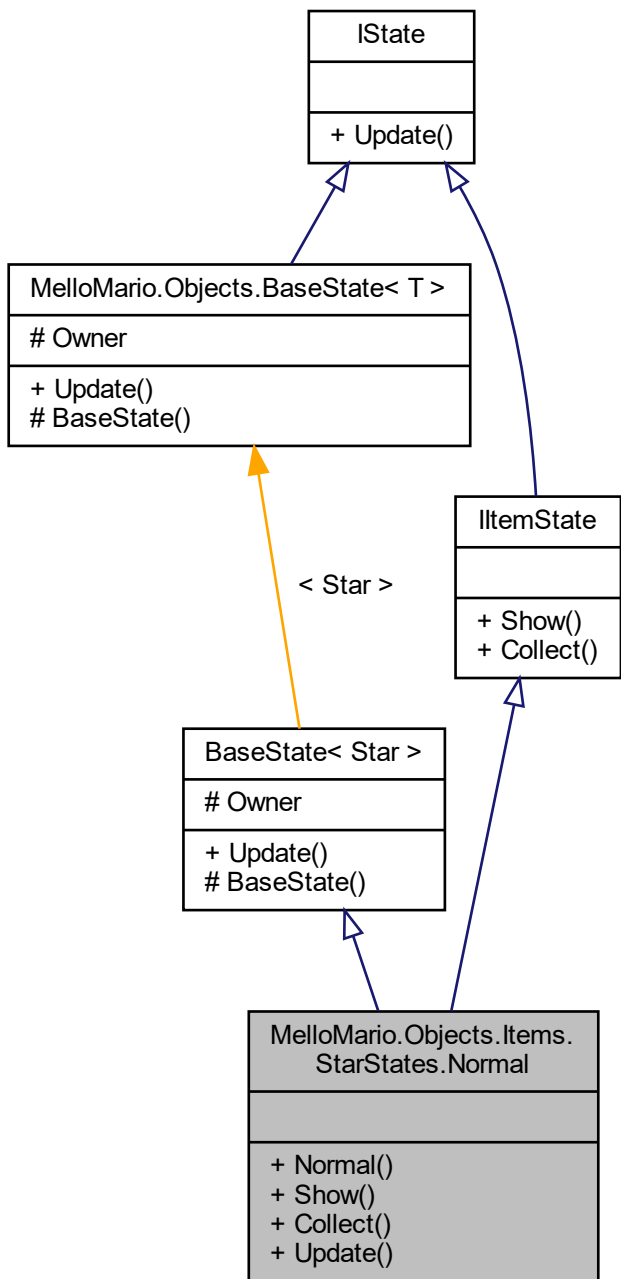 IState
+ Update()
MelloMario.Objects.BaseState< T >
# Owner
+ Update()
# BaseState()
IItemState
+ Show()
+ Collect()
< Star >
BaseState< Star >
# Owner
+ Update()
# BaseState()
MelloMario.Objects.Items.
StarStates.Normal
+ Normal()
+ Show()
+ Collect()
+ Update()